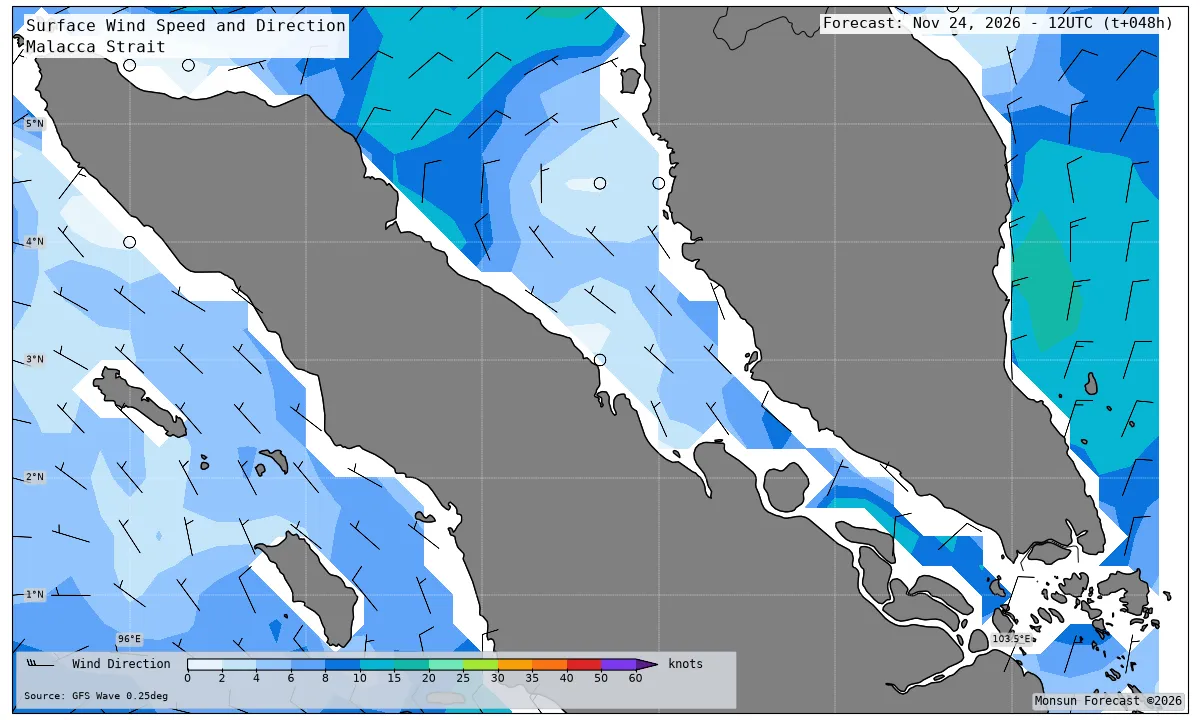 Surface Wind Speed and Direction
Malacca Strait
Forecast: Nov 24, 2026 - 12UTC (t+048h)
5°N
4°N
3°N
2°N
1°N
96°E
103.5°E
Wind Direction
knots
0 2 4 6 8 10 15 20 25 30 35 40 50 60
Source: GFS Wave 0.25deg
Monsun Forecast ©2026